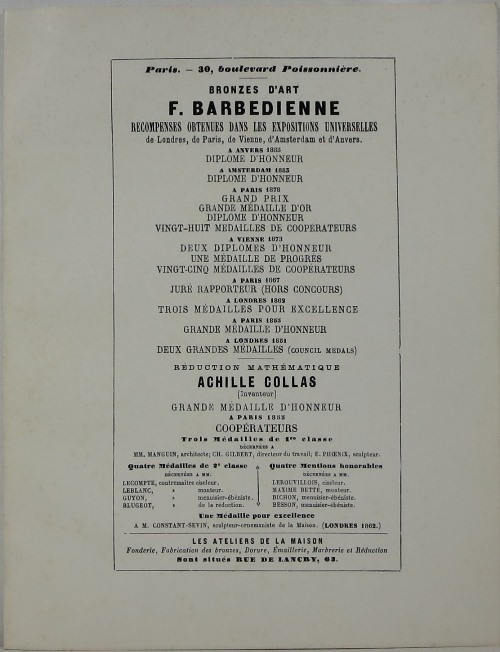 Paris. — 30, boulevard Poissonnière.
BRONZES D'ART
F. BARBEDIENNE
RECOMPENSES OBTENUES DANS LES EXPOSITIONS UNIVERSELLES
de Londres, de Paris, de Vienne, d'Amsterdam et d'Anvers.
A ANVERS 1885
DIPLOME D'HONNEUR
A AMSTERDAM 1883
DIPLOME D'HONNEUR
A PARIS 1878
GRAND PRIX
GRANDE MÉDAILLE D'OR
DIPLOME D'HONNEUR
VINGT-HUIT MEDAILLES DE COOPERATEURS
A VIENNE 1873
DEUX DIPLOMES D'HONNEUR
UNE MÉDAILLE DE PROGRÈS
VINGT-CINQ MÉDAILLES DE COOPERATEURS
A PARIS 1867
JURÉ RAPPORTEUR (HORS CONCOURS)
A LONDRES 1862
TROIS MÉDAILLES POUR EXCELLENCE
A PARIS 1855
GRANDE MÉDAILLE D'HONNEUR
A LONDRES 1851
DEUX GRANDES MÉDAILLES (COUNCIL MEDALS)
RÉDUCTION MATHÉMATIQUE
ACHILLE COLLAS
[Inventeur]
GRANDE MÉDAILLE D'HONNEUR
A PARIS 1855
COOPÉRATEURS
Trois Médailles de 1re classe
DÉCERNÉES A
MM. MANGUIN, architecte; CH. GILBERT, directeur du travail; E. PHŒNIX, sculpteur.
Quatre Médailles de 2e classe
DÉCERNÉES A MM.
LECOMPTE, contremaître ciseleur.
LEBLANC, » monteur.
GUYON, » menuisier-ébéniste.
BLUGEOT, » de la réduction.
Quatre Mentions honorables
DÉCERNÉES A MM.
LEROUVILLOIS, ciseleur.
MAXIME BETTE, monteur.
BICHON, menuisier-ébéniste.
BESSON, menuisier-ébéniste.
Une Médaille pour excellence
A M. CONSTANT-SEVIN, sculpteur-ornemaniste de la Maison. (LONDRES 1862.)
LES ATELIERS DE LA MAISON
Fonderie, Fabrication des bronzes, Dorure, Émaillerie, Marbrerie et Réduction
Sont situés RUE DE LANCRY, 63.